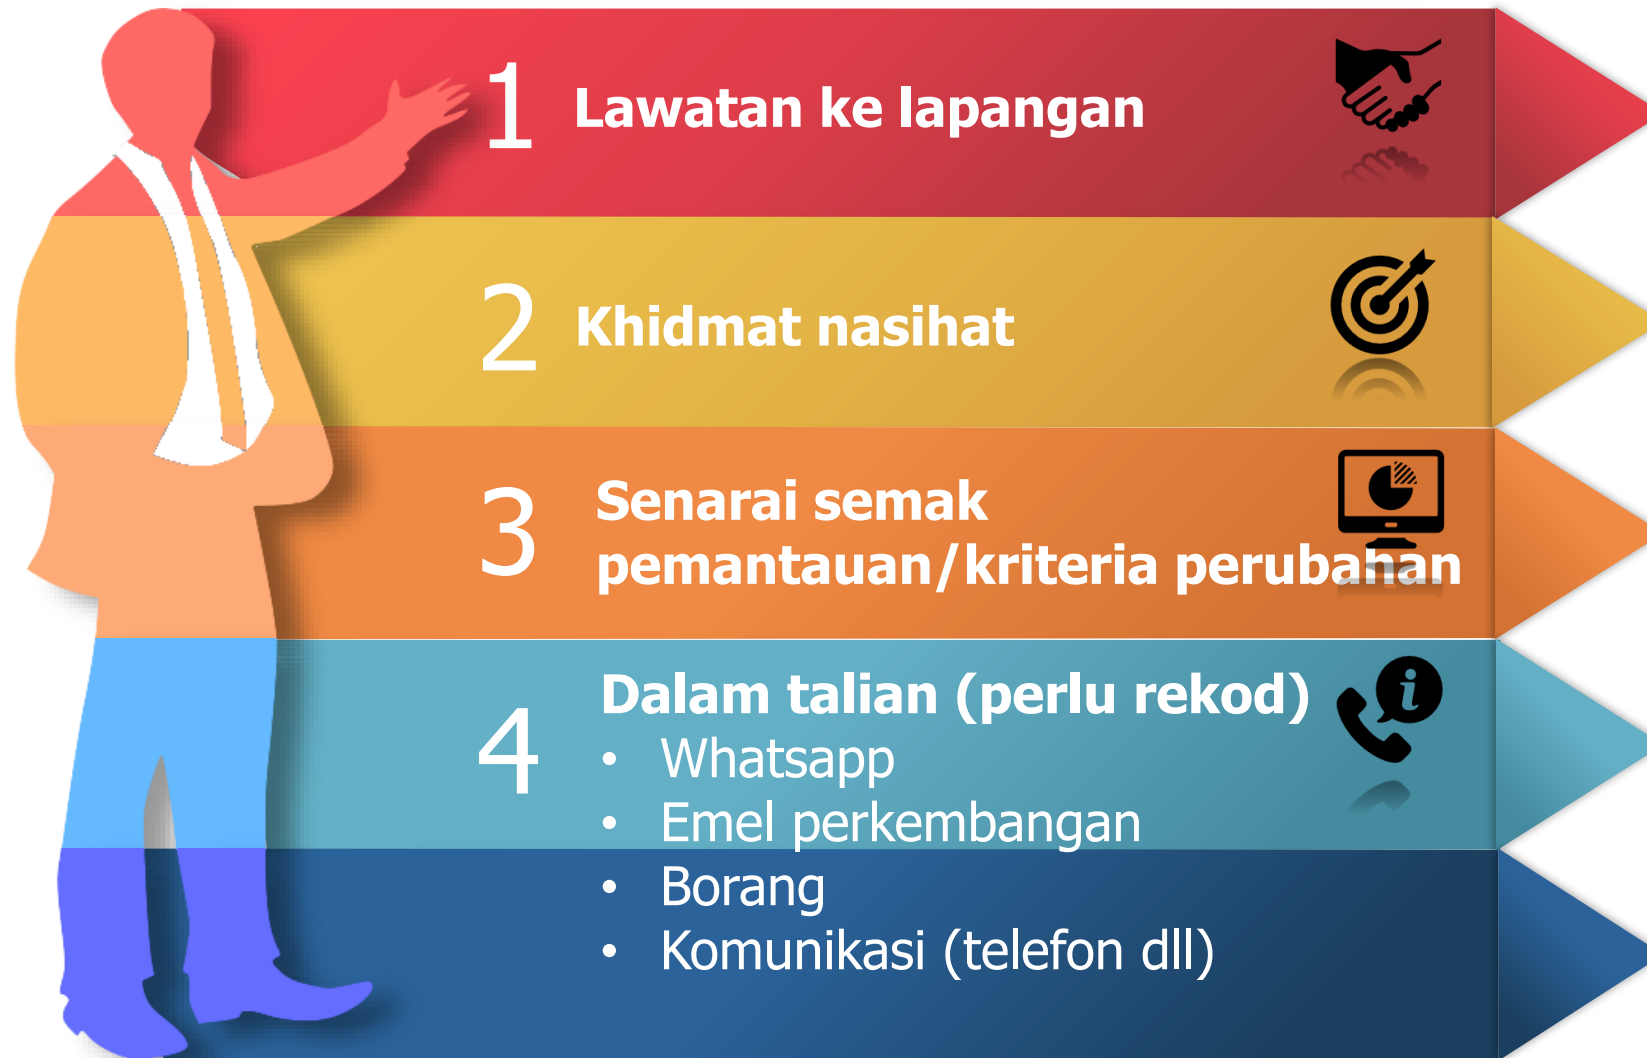 1 Lawatan ke lapangan
2 Khidmat nasihat
3 Senarai semak
pemantauan/kriteria perubahan
4 Dalam talian (perlu rekod)
• Whatsapp
• Emel perkembangan
• Borang
• Komunikasi (telefon dll)
i